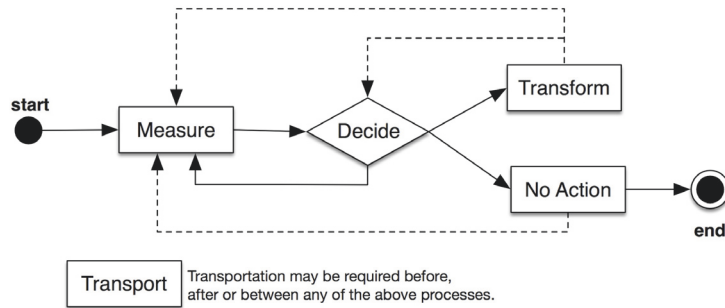 start
Measure
Decide
Transform
No Action
end
Transport
Transportation may be required before,
after or between any of the above processes.